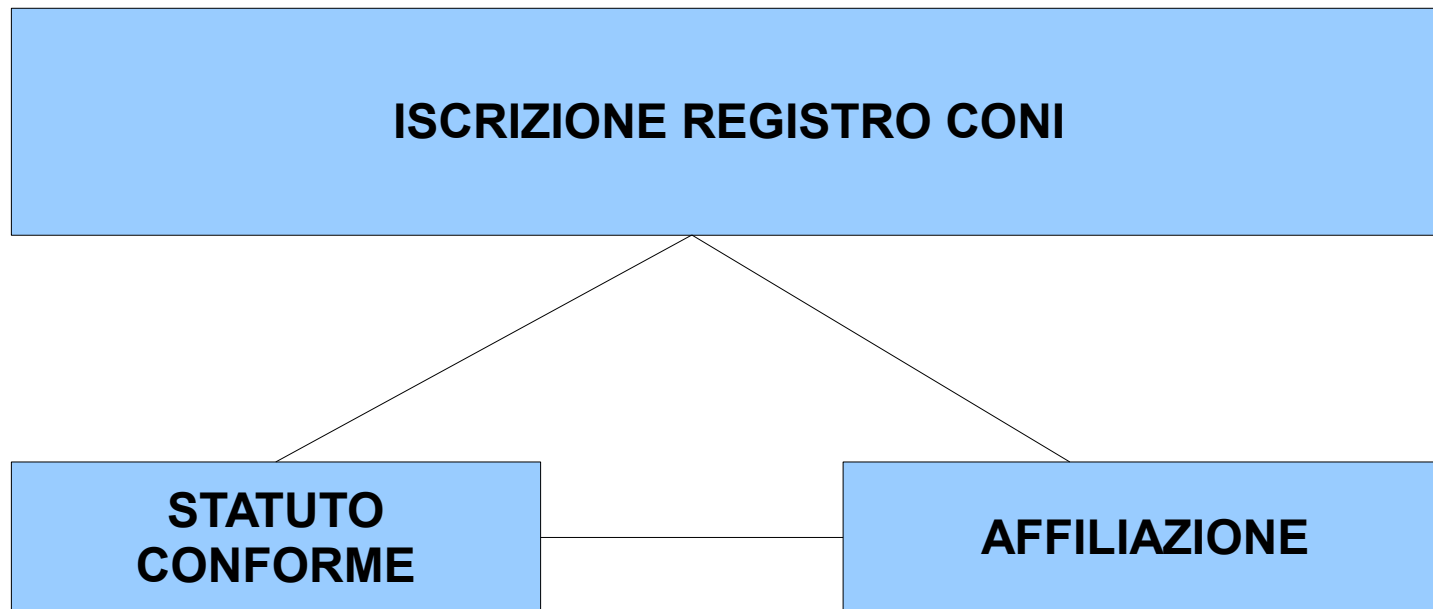 ISCRIZIONE REGISTRO CONI
STATUTO
CONFORME
AFFILIAZIONE